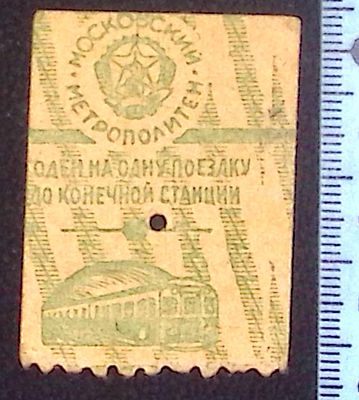 МОСКОВСКИЙ
МЕТРОПОЛИТЕН
ОДЕН НА ОДНУ ПОЕЗДКУ
ДО КОНЕЧНОЙ СТАНЦИИ